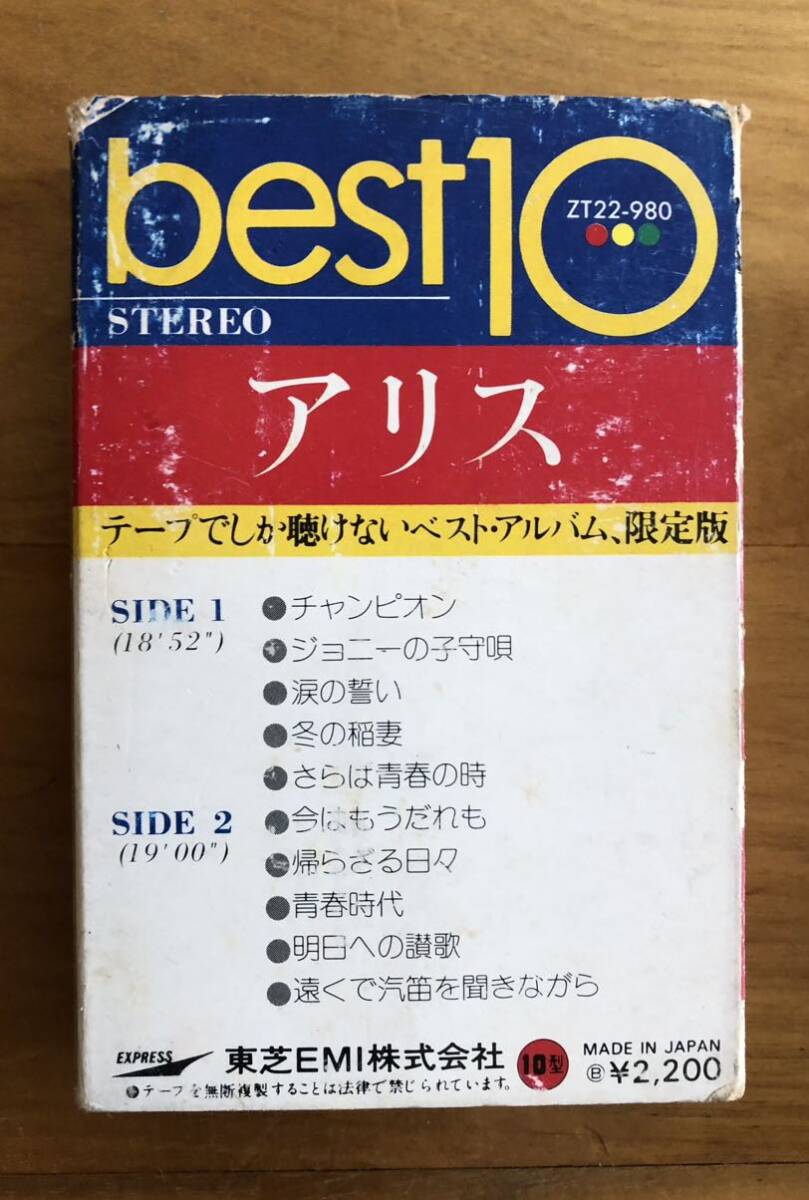 best10
ZT22-980
STEREO
アリス
テープでしか聴けないベスト・アルバム、限定版
SIDE 1
(18'52")
●チャンピオン
●ジョニーの子守唄
●涙の誓い
●冬の稲妻
●さらば青春の時
SIDE 2
(19'00")
●今はもうだれも
●帰らざる日々
●青春時代
●明日への讃歌
●遠くで汽笛を聞きながら
EXPRESS
東芝EMI株式会社
10型
MADE IN JAPAN
Ⓑ¥2,200
●テープを無断複製することは法律で禁じられています。